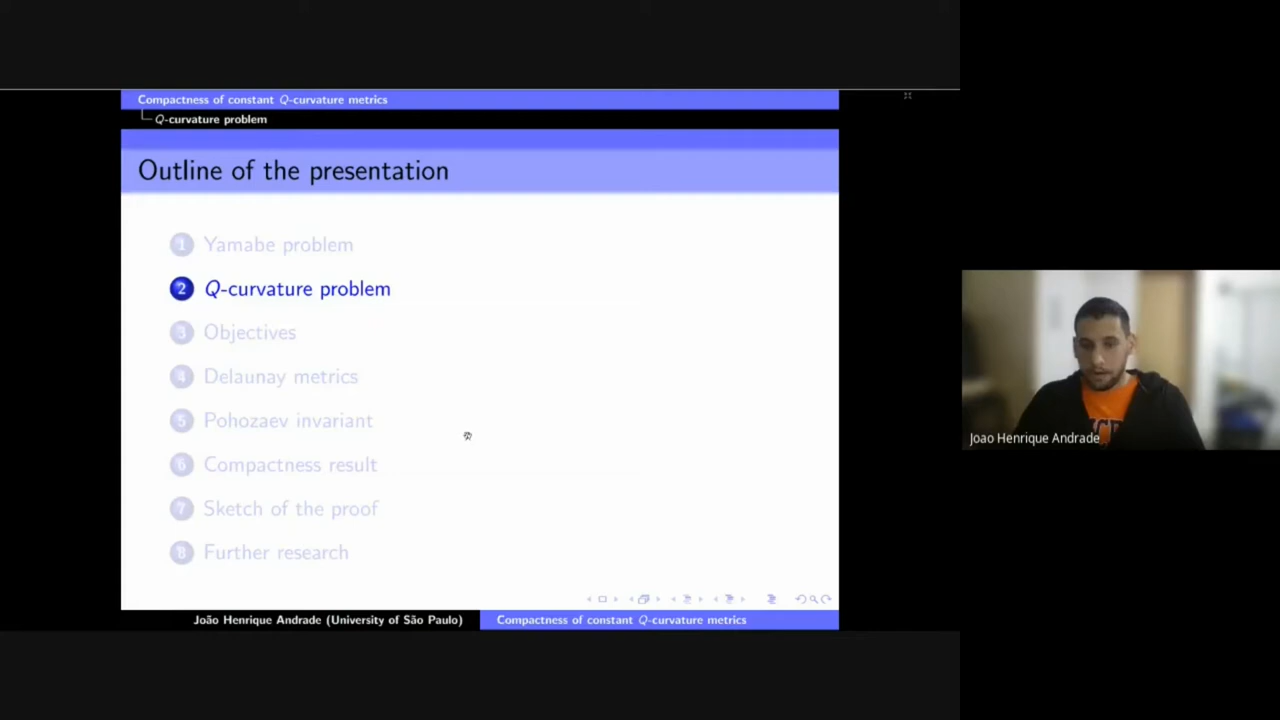 Compactness of constant Q-curvature metrics
Q-curvature problem
Outline of the presentation
1 Yamabe problem
2 Q-curvature problem
3 Objectives
4 Delaunay metrics
5 Pohozaev invariant
6 Compactness result
7 Sketch of the proof
8 Further research
João Henrique Andrade (University of São Paulo)
Compactness of constant Q-curvature metrics
Joao Henrique Andrade